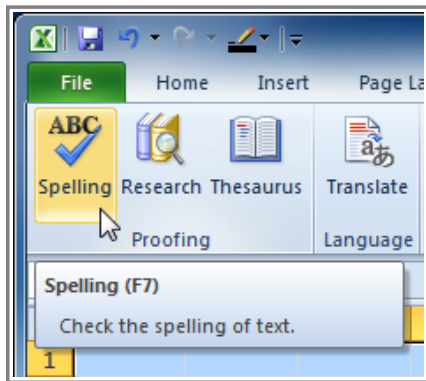 File Home Insert Page La
ABC
Spelling Research Thesaurus Translate
Proofing Language
Spelling (F7)
Check the spelling of text.
1